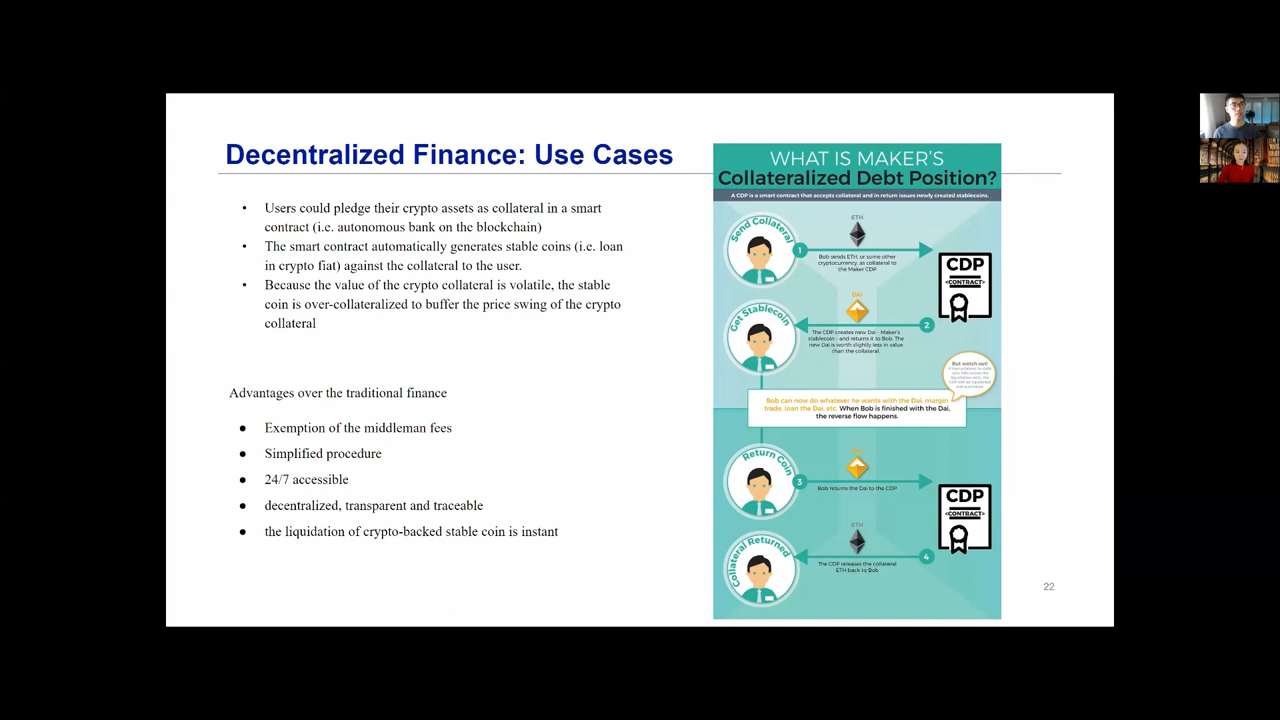 Decentralized Finance: Use Cases
• Users could pledge their crypto assets as collateral in a smart
contract (i.e. autonomous bank on the blockchain)
• The smart contract automatically generates stable coins (i.e. loan
in crypto fiat) against the collateral to the user.
• Because the value of the crypto collateral is volatile, the stable
coin is over-collateralized to buffer the price swing of the crypto
collateral
Advantages over the traditional finance
● Exemption of the middleman fees
● Simplified procedure
● 24/7 accessible
● decentralized, transparent and traceable
● the liquidation of crypto-backed stable coin is instant
WHAT IS MAKER'S
Collateralized Debt Position?
A CDP is a smart contract that accepts collateral and in return issues newly created stablecoins.
Send Collateral
1
ETH
Bob sends ETH, or some other
cryptocurrency, as collateral to
the Maker CDP
CDP
<CONTRACT>
Get Stablecoin
DAI
2
The CDP creates new Dai - Maker's
stablecoin - and returns it to Bob. The
new Dai is worth slightly less in value
than the collateral.
But watch out!
Bob can now do whatever he wants with the Dai; margin
trade, loan the Dai, etc. When Bob is finished with the Dai,
the reverse flow happens.
Return Coin
3
DAI
Bob returns the Dai to the CDP
CDP
<CONTRACT>
Collateral Returned
ETH
4
The CDP releases the collateral
ETH back to Bob
22